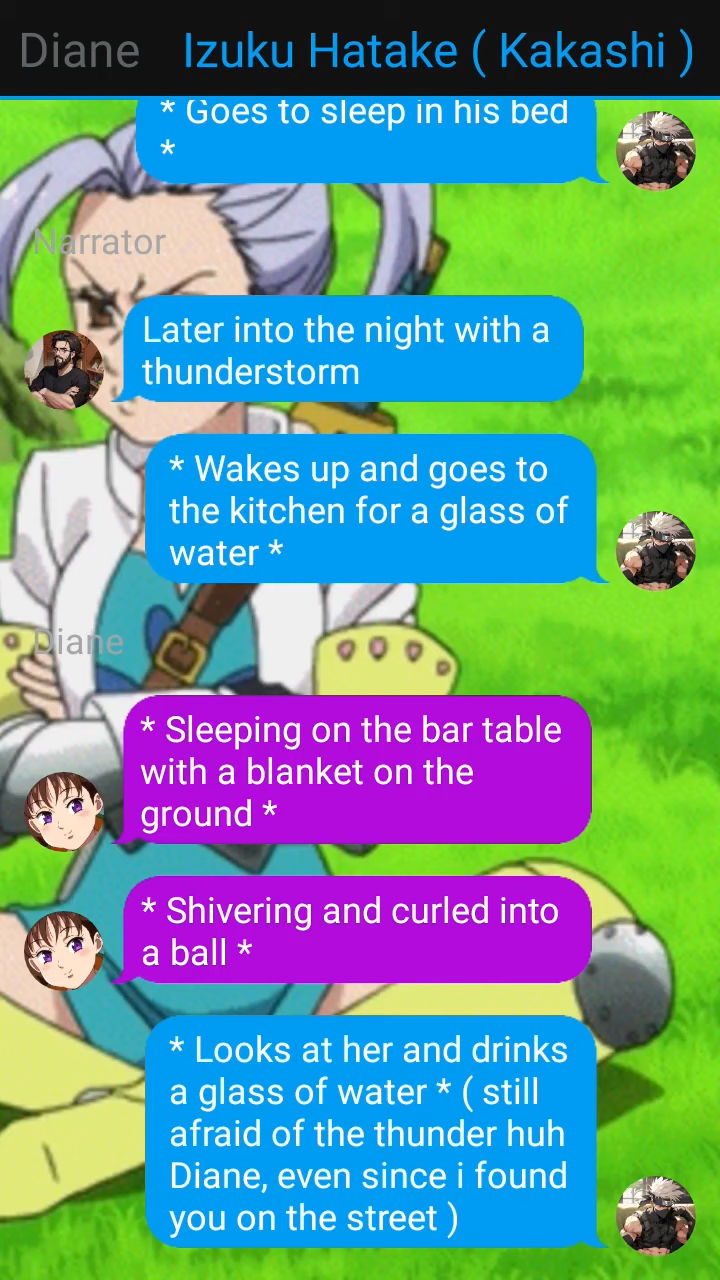 Diane Izuku Hatake ( Kakashi )
* Goes to sleep in his bed
*
Narrator
Later into the night with a
thunderstorm
* Wakes up and goes to
the kitchen for a glass of
water *
Diane
* Sleeping on the bar table
with a blanket on the
ground *
* Shivering and curled into
a ball *
* Looks at her and drinks
a glass of water * ( still
afraid of the thunder huh
Diane, even since i found
you on the street )